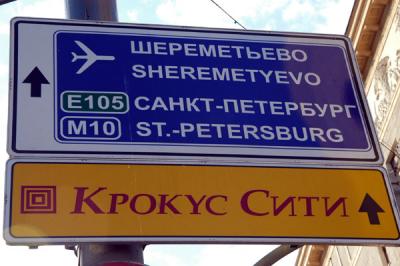 ШЕРЕМЕТЬЕВО
SHEREMETYEVO
E105 САНКТ-ПЕТЕРБУРГ
M10 ST.-PETERSBURG
КРОКУС СИТИ